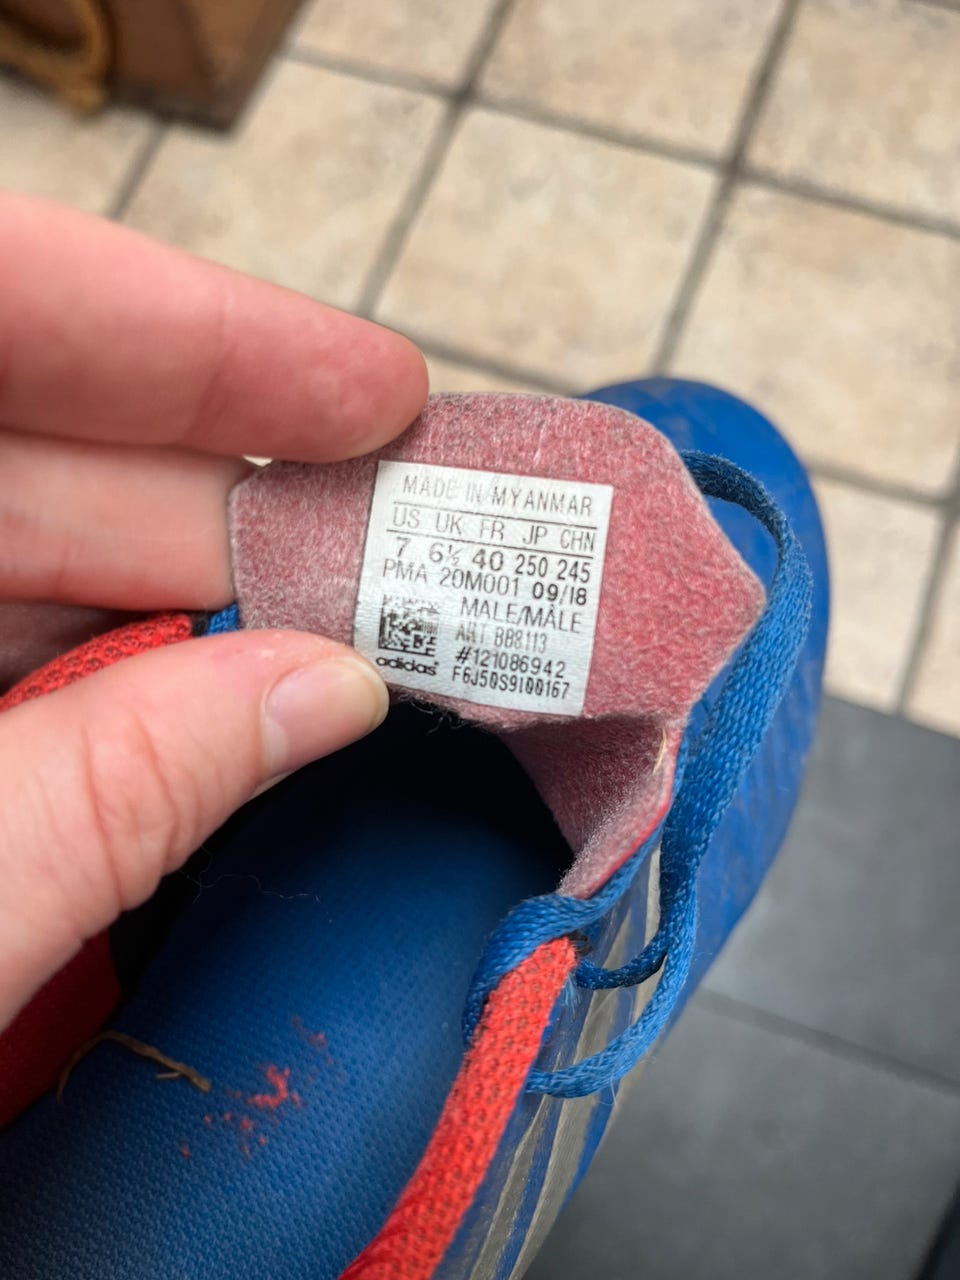 MADE IN MYANMAR
US UK FR JP CHN
7 6½ 40 250 245
PMA 20M001 09/18
MALE/MÂLE
ART BB8113
#121086942
adidas
F6J50S9I00167